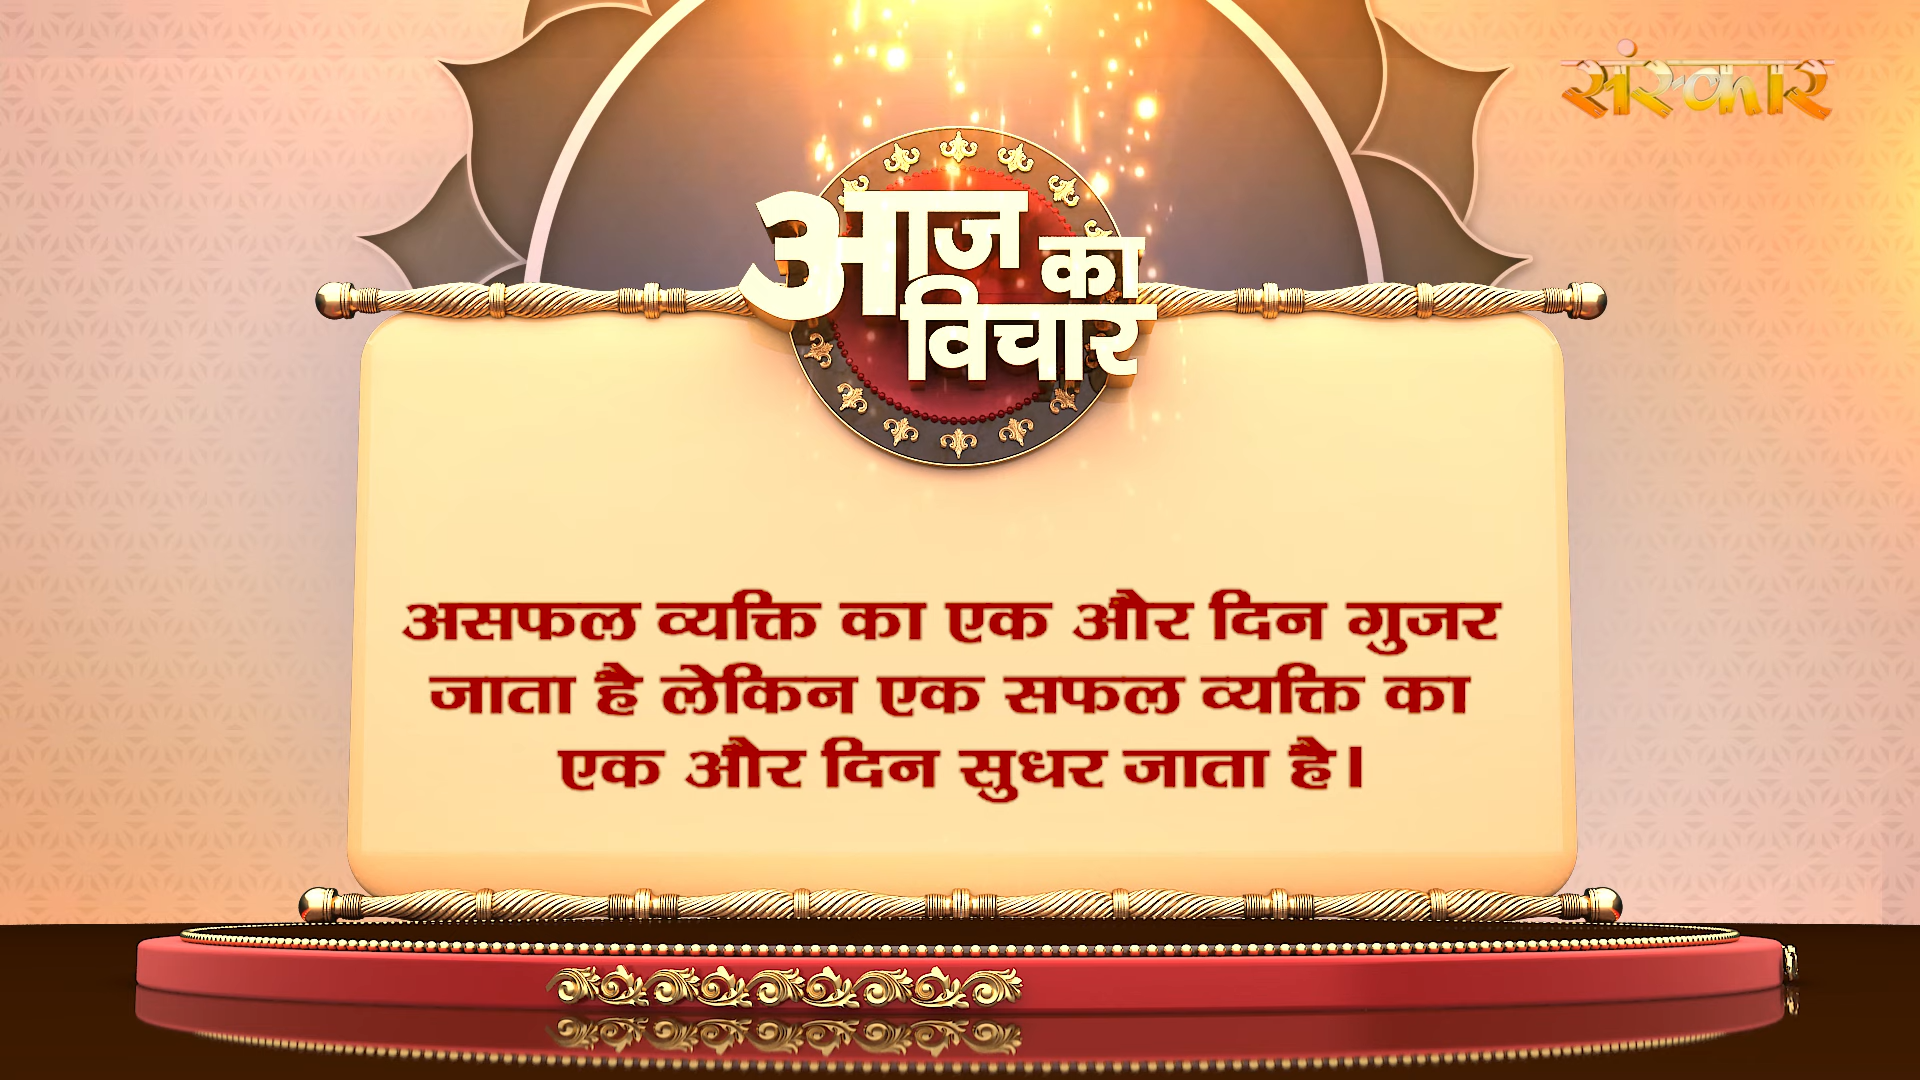 संस्कार
आज का
विचार
असफल व्यक्ति का एक और दिन गुजर
जाता है लेकिन एक सफल व्यक्ति का
एक और दिन सुधर जाता है।